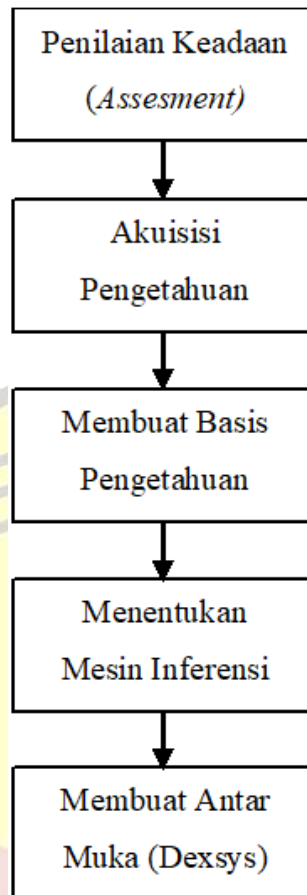 Penilaian Keadaan
(Assesment)
Akuisisi
Pengetahuan
Membuat Basis
Pengetahuan
Menentukan
Mesin Inferensi
Membuat Antar
Muka (Dexsys)